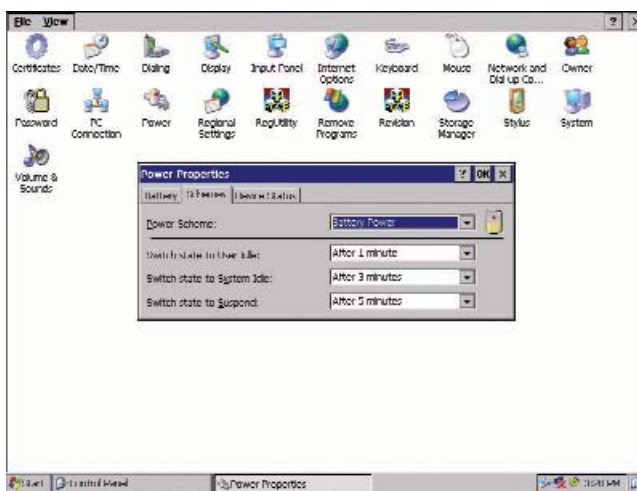 File View ? ×
Certificates Date/Time Dialing Display Input Panel Internet Options Keyboard Mouse Network and Dial up Co... Owner
Password PC Connection Power Regional Settings RegUtility Remove Programs Revision Storage Manager Stylus System
Volume & Sounds
Power Properties ? OK ×
Battery Schemes Device Status
Power Scheme: Battery Power
Switch state to User Idle: After 1 minute
Switch state to System Idle: After 3 minutes
Switch state to Suspend: After 5 minutes
Start Control Panel Power Properties 3:20 PM